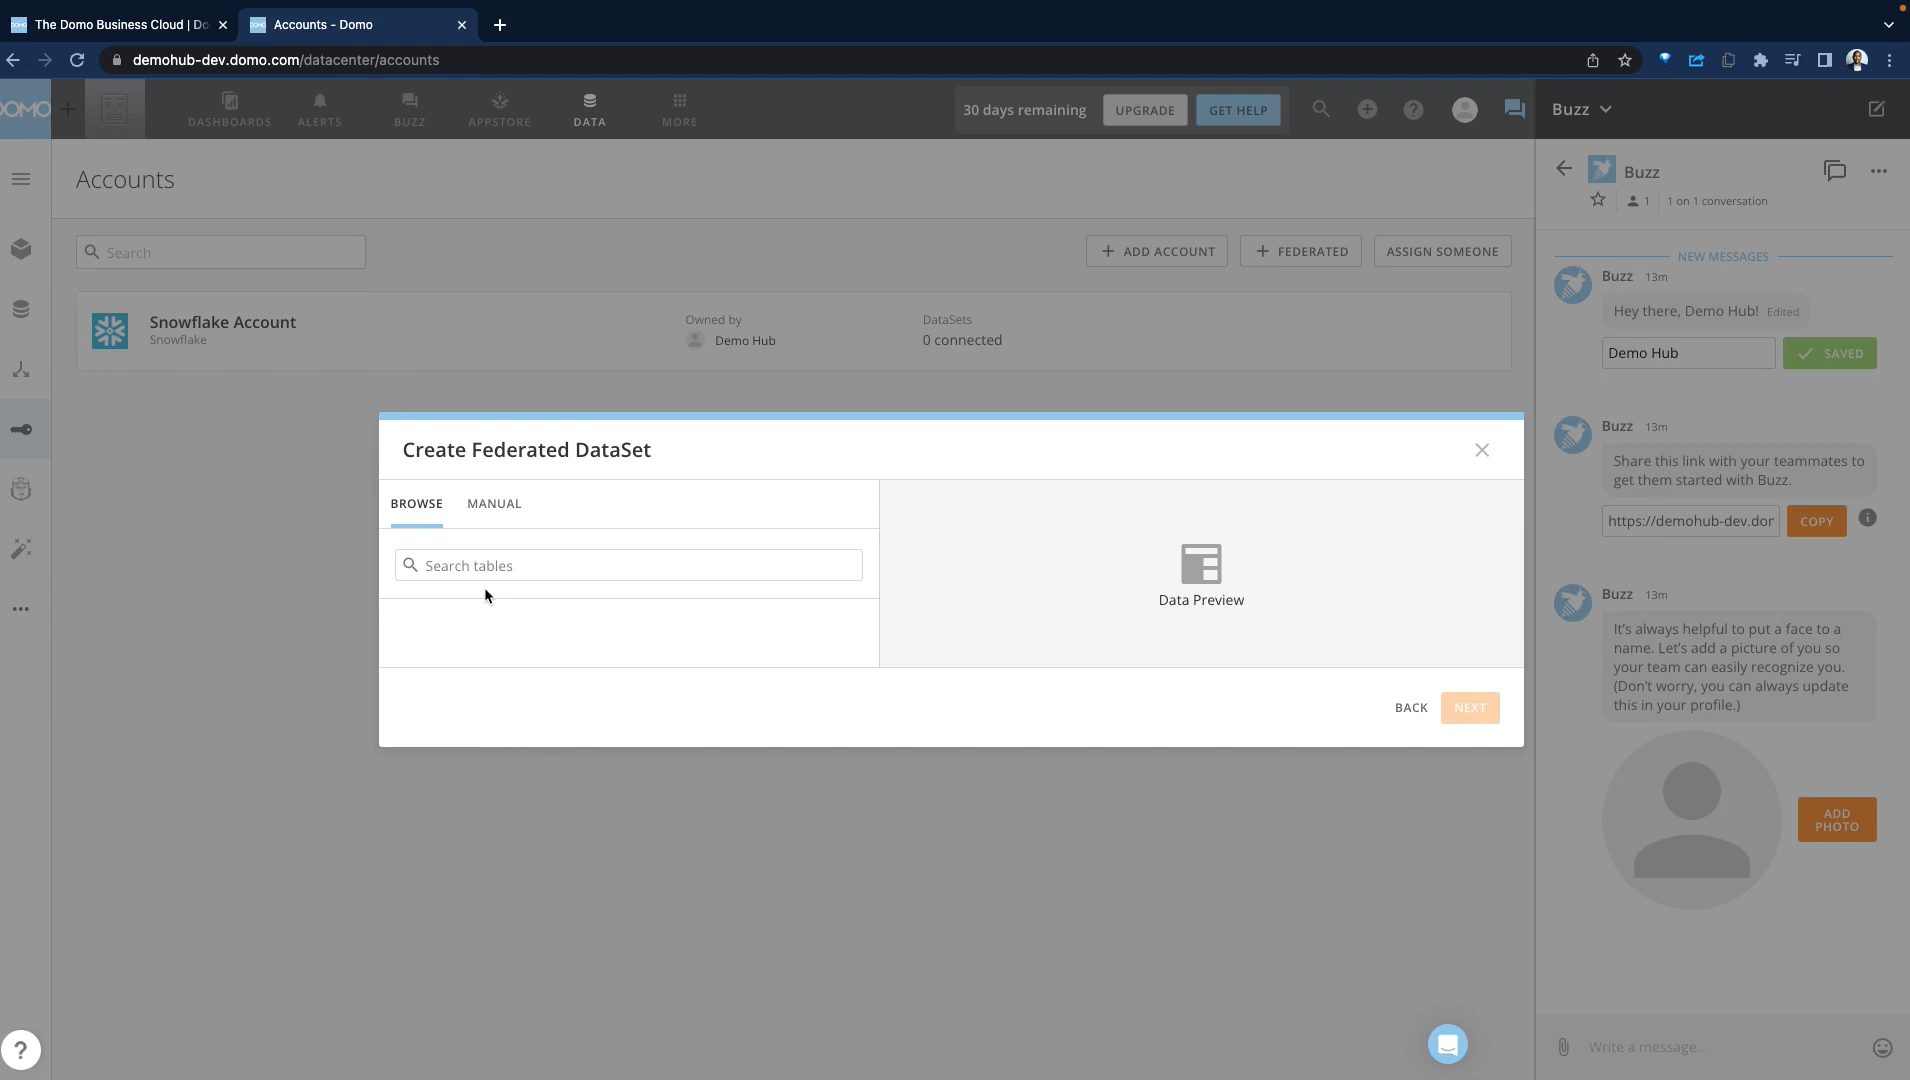 The Domo Business Cloud | Do
Accounts - Domo
demohub-dev.domo.com/datacenter/accounts
DOMO
DASHBOARDS
ALERTS
BUZZ
APPSTORE
DATA
MORE
30 days remaining
UPGRADE
GET HELP
Buzz
Accounts
Search
ADD ACCOUNT
FEDERATED
ASSIGN SOMEONE
Snowflake Account
Snowflake
Owned by
Demo Hub
DataSets
0 connected
Create Federated DataSet
BROWSE
MANUAL
Search tables
Data Preview
BACK
NEXT
Buzz
1
1 on 1 conversation
NEW MESSAGES
Buzz 13m
Hey there, Demo Hub! Edited
Demo Hub
SAVED
Buzz 13m
Share this link with your teammates to
get them started with Buzz.
https://demohub-dev.dor
COPY
Buzz 13m
It's always helpful to put a face to a
name. Let's add a picture of you so
your team can easily recognize you.
(Don't worry, you can always update
this in your profile.)
ADD
PHOTO
Write a message...
?